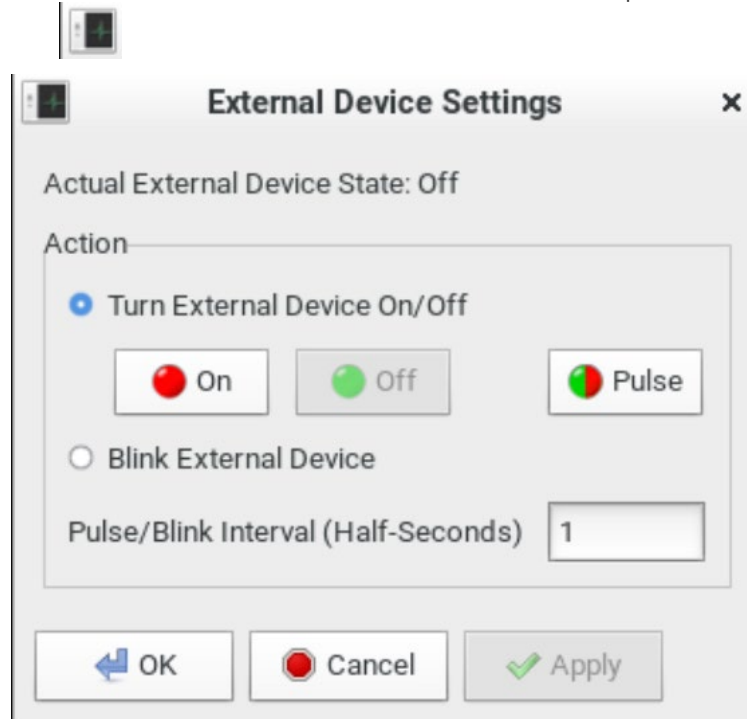 External Device Settings
Actual External Device State: Off
Action
Turn External Device On/Off
On Off Pulse
Blink External Device
Pulse/Blink Interval (Half-Seconds) 1
OK Cancel Apply